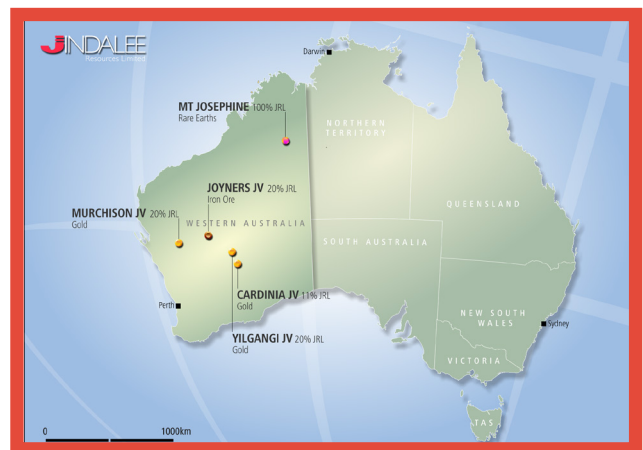 JINDALEE
Resources Limited
Darwin
MT JOSEPHINE 100% JRL
Rare Earths
NORTHERN
TERRITORY
JOYNERS JV 20% JRL
Iron Ore
QUEENSLAND
MURCHISON JV 20% JRL
Gold
WESTERN AUSTRALIA
SOUTH AUSTRALIA
CARDINIA JV 11% JRL
Gold
Perth
NEW SOUTH
WALES
Sydney
YILGANGI JV 20% JRL
Gold
VICTORIA
TAS
0 1000km